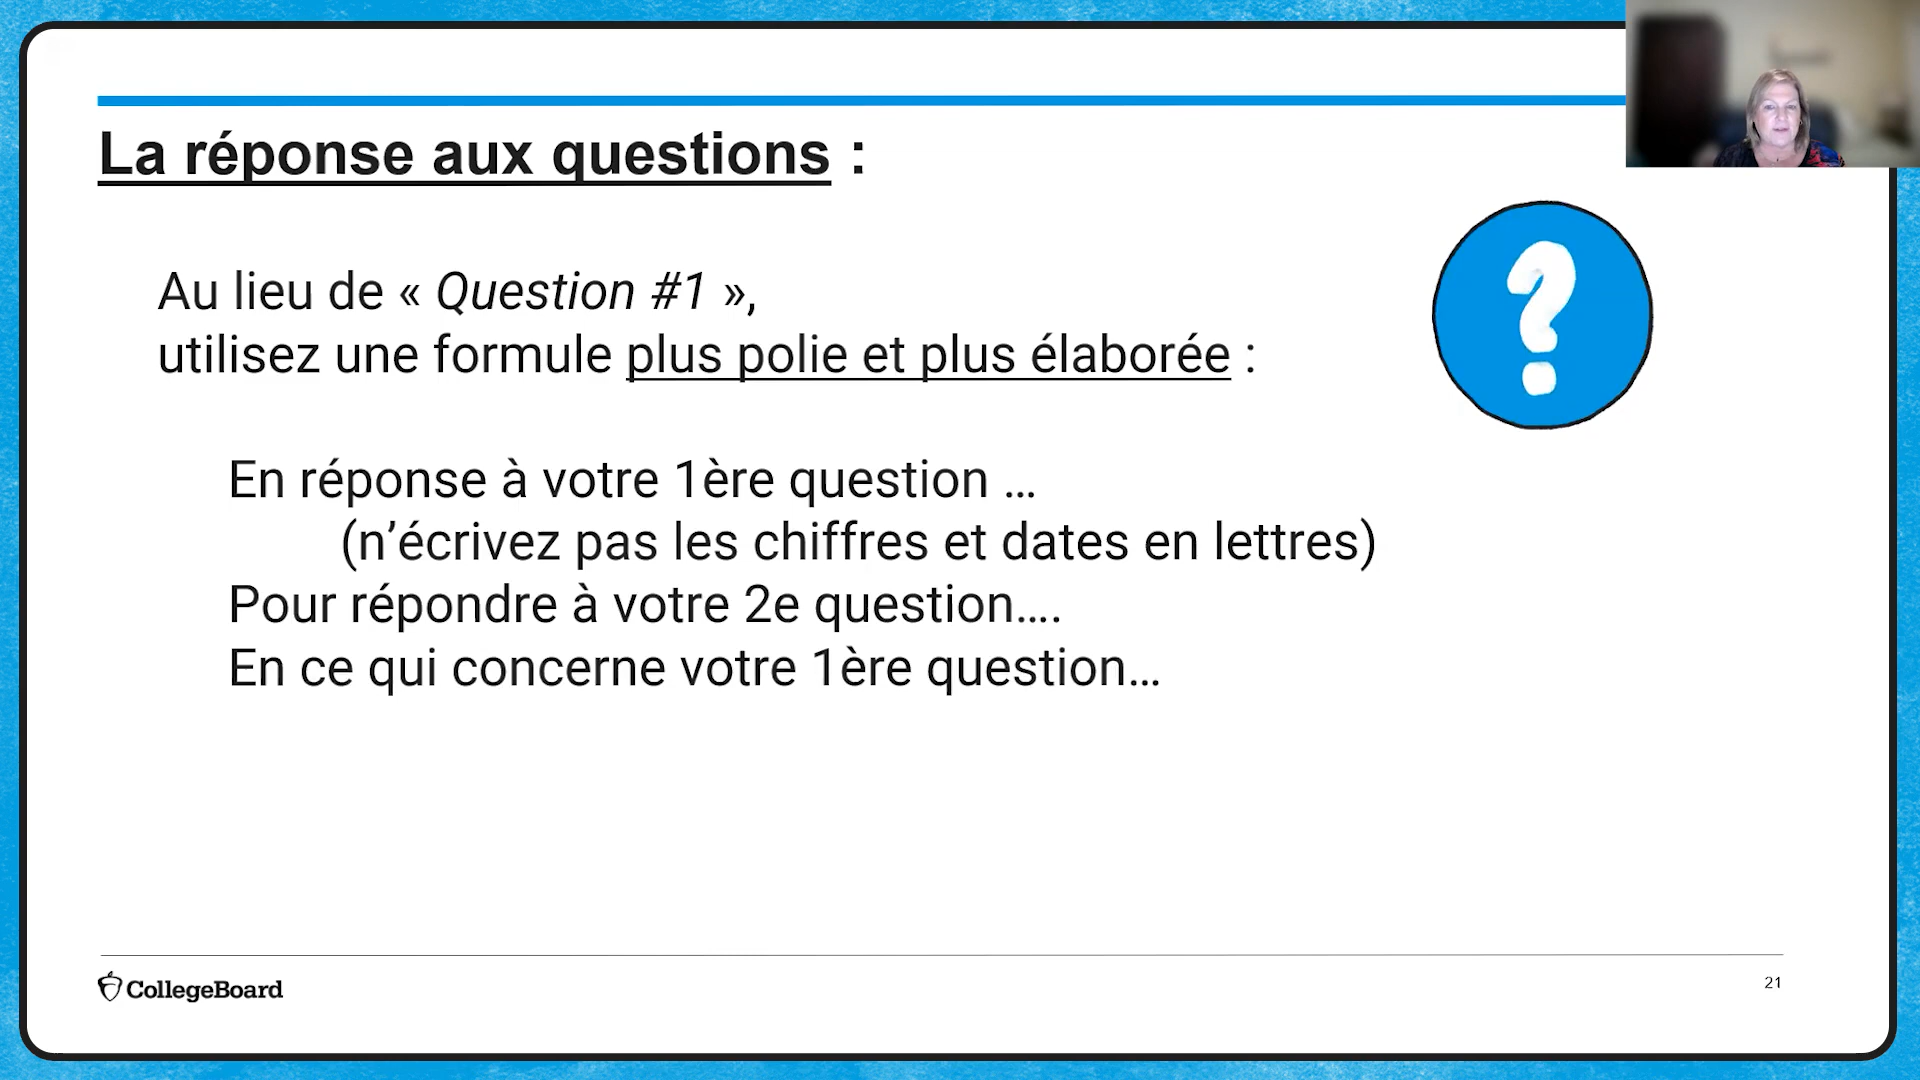 La réponse aux questions :
Au lieu de « Question #1 »,
utilisez une formule plus polie et plus élaborée :
?
En réponse à votre 1ère question ...
(n’écrivez pas les chiffres et dates en lettres)
Pour répondre à votre 2e question....
En ce qui concerne votre 1ère question...
CollegeBoard
21